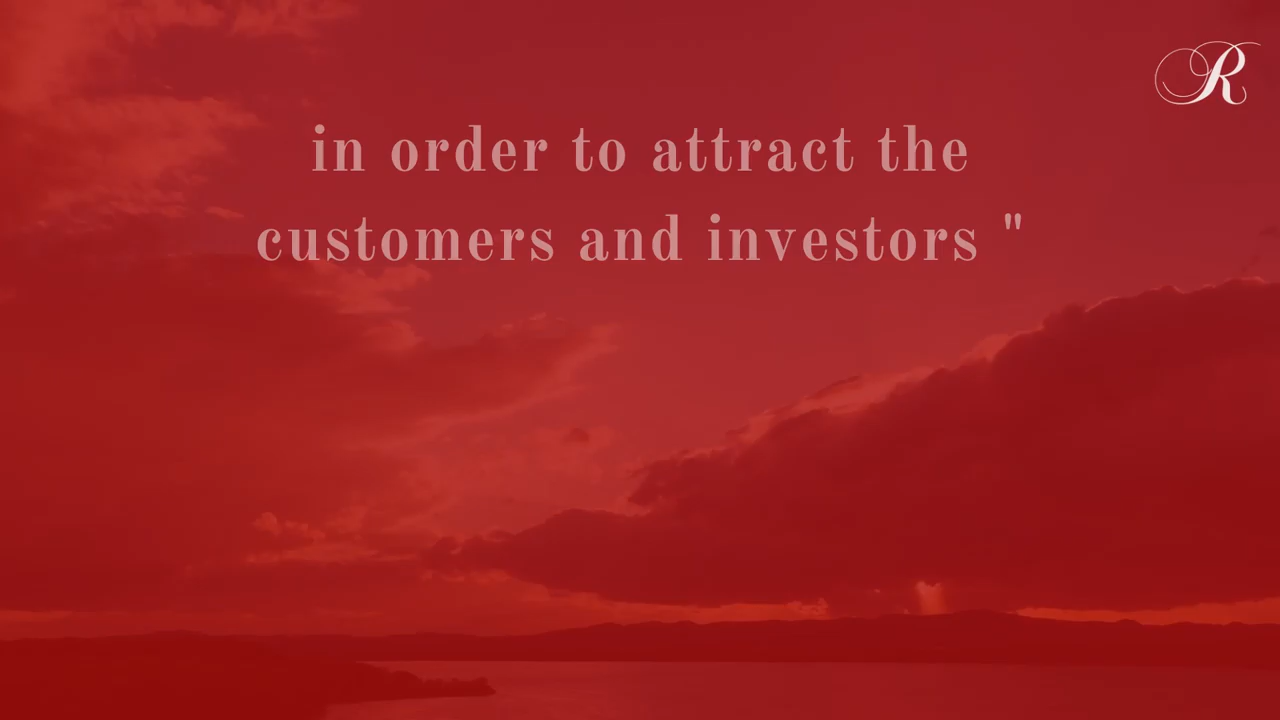 R
in order to attract the
customers and investors "